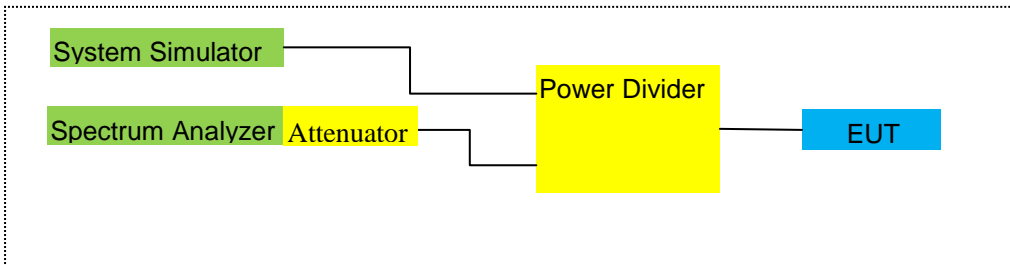 System Simulator
Power Divider
Spectrum Analyzer Attenuator
EUT